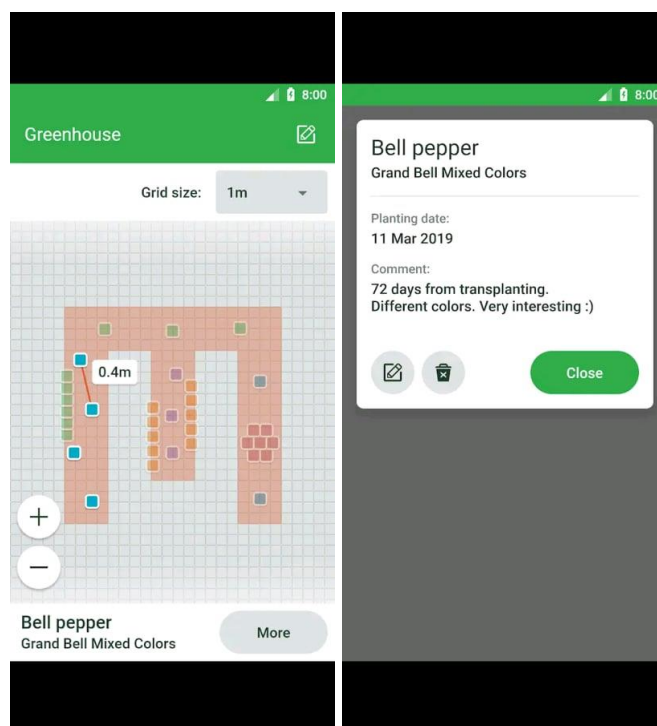 8:00
Greenhouse
Grid size: 1m
0.4m
Bell pepper
Grand Bell Mixed Colors
More
8:00
Bell pepper
Grand Bell Mixed Colors
Planting date:
11 Mar 2019
Comment:
72 days from transplanting.
Different colors. Very interesting :)
Close